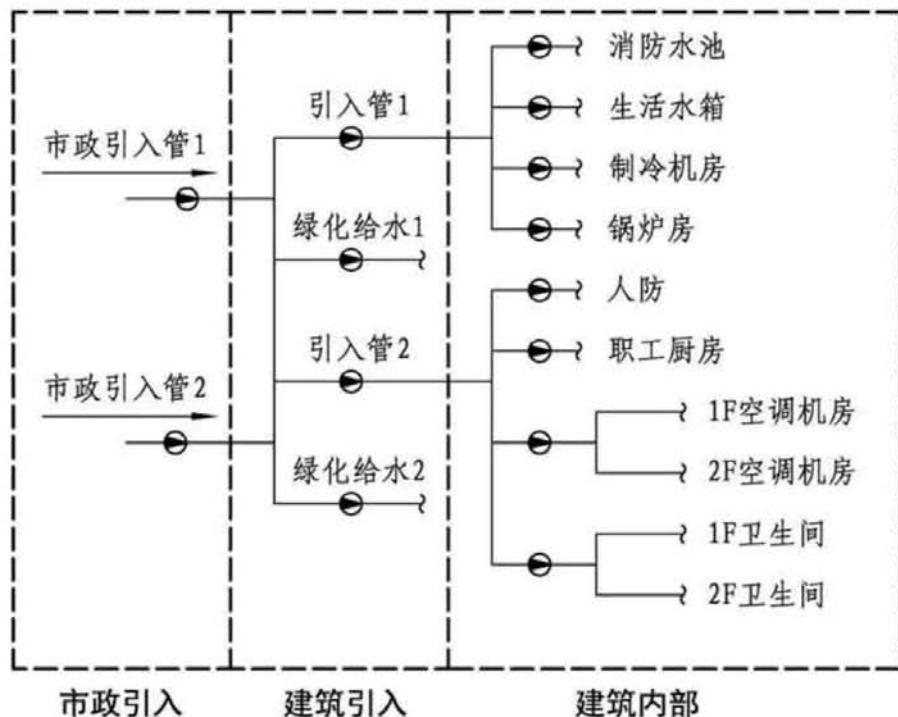 市政引入管1
市政引入管2
引入管1
绿化给水1
引入管2
绿化给水2
消防水池
生活水箱
制冷机房
锅炉房
人防
职工厨房
1F空调机房
2F空调机房
1F卫生间
2F卫生间
市政引入
建筑引入
建筑内部